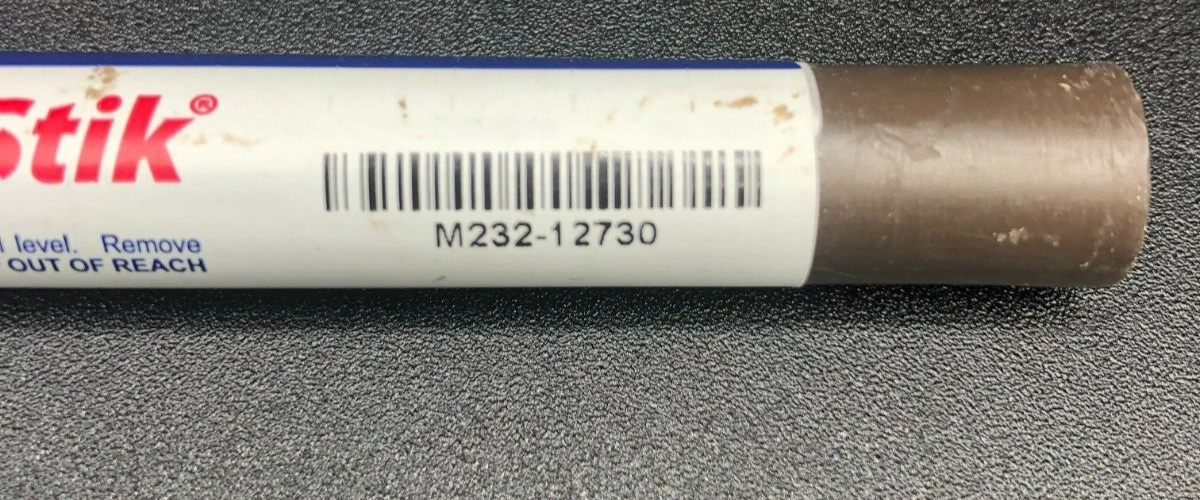 Stik®
level. Remove
OUT OF REACH
M232-12730